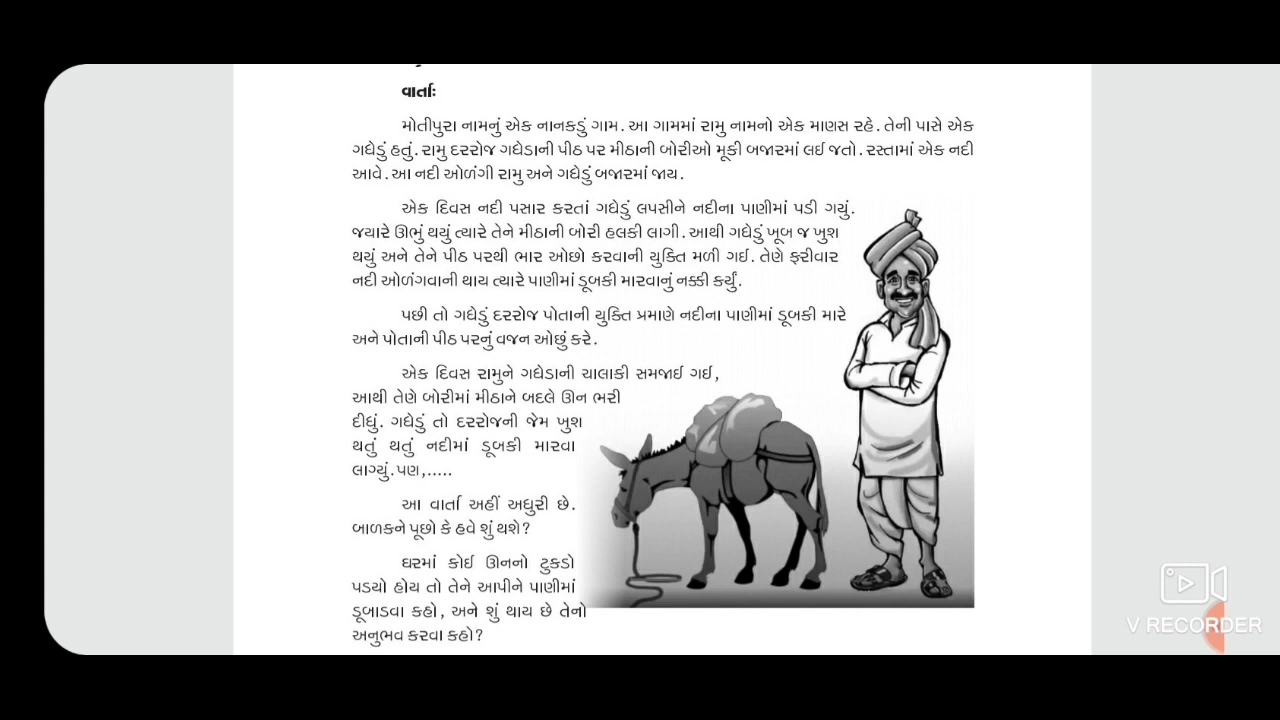 વાર્તાઃ
મોતીપુરા નામનું એક નાનકડું ગામ. આ ગામમાં રામુ નામનો એક માણસ રહે. તેની પાસે એક
ગધેડું હતું. રામુ દરરોજ ગધેડાની પીઠ પર મીઠાની બોરીઓ મૂકી બજારમાં લઈ જતો. રસ્તામાં એક નદી
આવે. આ નદી ઓળંગી રામુ અને ગધેડું બજારમાં જાય.
એક દિવસ નદી પસાર કરતાં ગધેડું લપસીને નદીના પાણીમાં પડી ગયું.
જ્યારે ઊભું થયું ત્યારે તેને મીઠાની બોરી હલકી લાગી. આથી ગધેડું ખૂબ જ ખુશ
થયું અને તેને પીઠ પરથી ભાર ઓછો કરવાની યુક્તિ મળી ગઈ. તેણે ફરીવાર
નદી ઓળંગવાની થાય ત્યારે પાણીમાં ડૂબકી મારવાનું નક્કી કર્યું.
પછી તો ગધેડું દરરોજ પોતાની યુક્તિ પ્રમાણે નદીના પાણીમાં ડૂબકી મારે
અને પોતાની પીઠ પરનું વજન ઓછું કરે.
એક દિવસ રામુને ગધેડાની ચાલાકી સમજાઈ ગઈ,
આથી તેણે બોરીમાં મીઠાને બદલે ઊન ભરી
દીધું. ગધેડું તો દરરોજની જેમ ખુશ
થતું થતું નદીમાં ડૂબકી મારવા
લાગ્યું. પણ,.....
આ વાર્તા અહીં અધુરી છે.
બાળકને પૂછો કે હવે શું થશે?
ઘરમાં કોઈ ઊનનો ટુકડો
પડયો હોય તો તેને આપીને પાણીમાં
ડૂબાડવા કહો, અને શું થાય છે તેનો
અનુભવ કરવા કહો?
V RECORDER